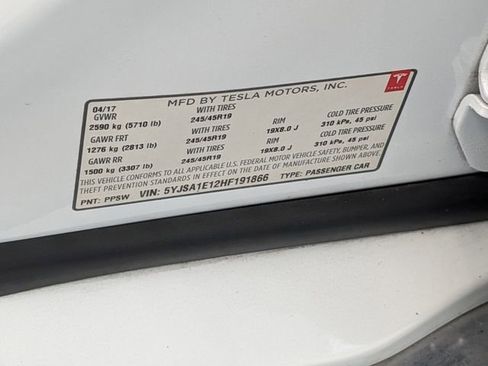 MFD BY TESLA MOTORS, INC.
TESLA
04/17
GVWR WITH TIRES RIM COLD TIRE PRESSURE
2590 kg (5710 lb) 245/45R19 19X8.0 J 310 kPa, 45 psi
GAWR FRT WITH TIRES RIM COLD TIRE PRESSURE
1276 kg (2813 lb) 245/45R19 19X8.0 J 310 kPa, 45 psi
GAWR RR
1500 kg (3307 lb) 245/45R19
THIS VEHICLE CONFORMS TO ALL APPLICABLE U.S. FEDERAL MOTOR VEHICLE SAFETY, BUMPER, AND
THEFT PREVENTION STANDARDS IN EFFECT ON THE DATE OF MANUFACTURE SHOWN ABOVE.
PNT: PPSW VIN: 5YJSA1E12HF191866 TYPE: PASSENGER CAR